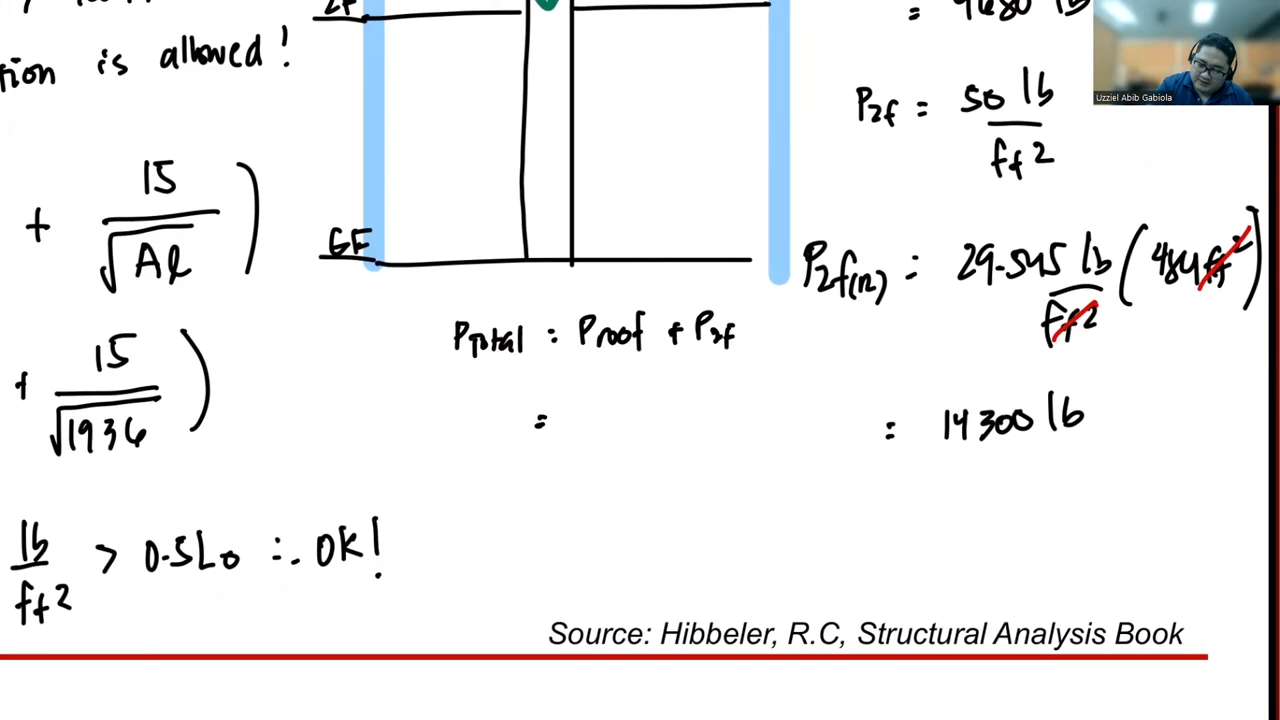 2F
= 9680 lb
tion is allowed!
Uzziel Abib Gabiola
P2f = 50 lb / ft2
+ 15 / √Al )
GF
P2f(R) = 29.545 lb / ft2 ( 484 ft2 )
PTotal = Proof + P2f
+ 15 / √1936 )
=
= 14300 lb
lb / ft2 > 0.5Lo ∴ OK!
Source: Hibbeler, R.C, Structural Analysis Book